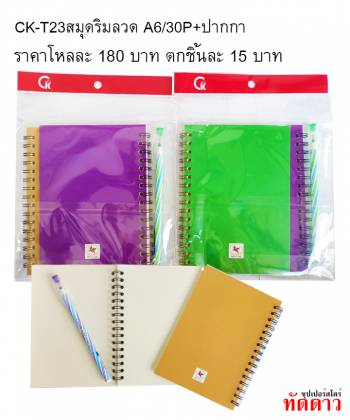 CK-T23สมุดริมลวด A6/30P+ปากกา
ราคาโหลละ 180 บาท ตกชิ้นละ 15 บาท
CK
CK
ซุปเปอร์สโตร์
ทัดดาว